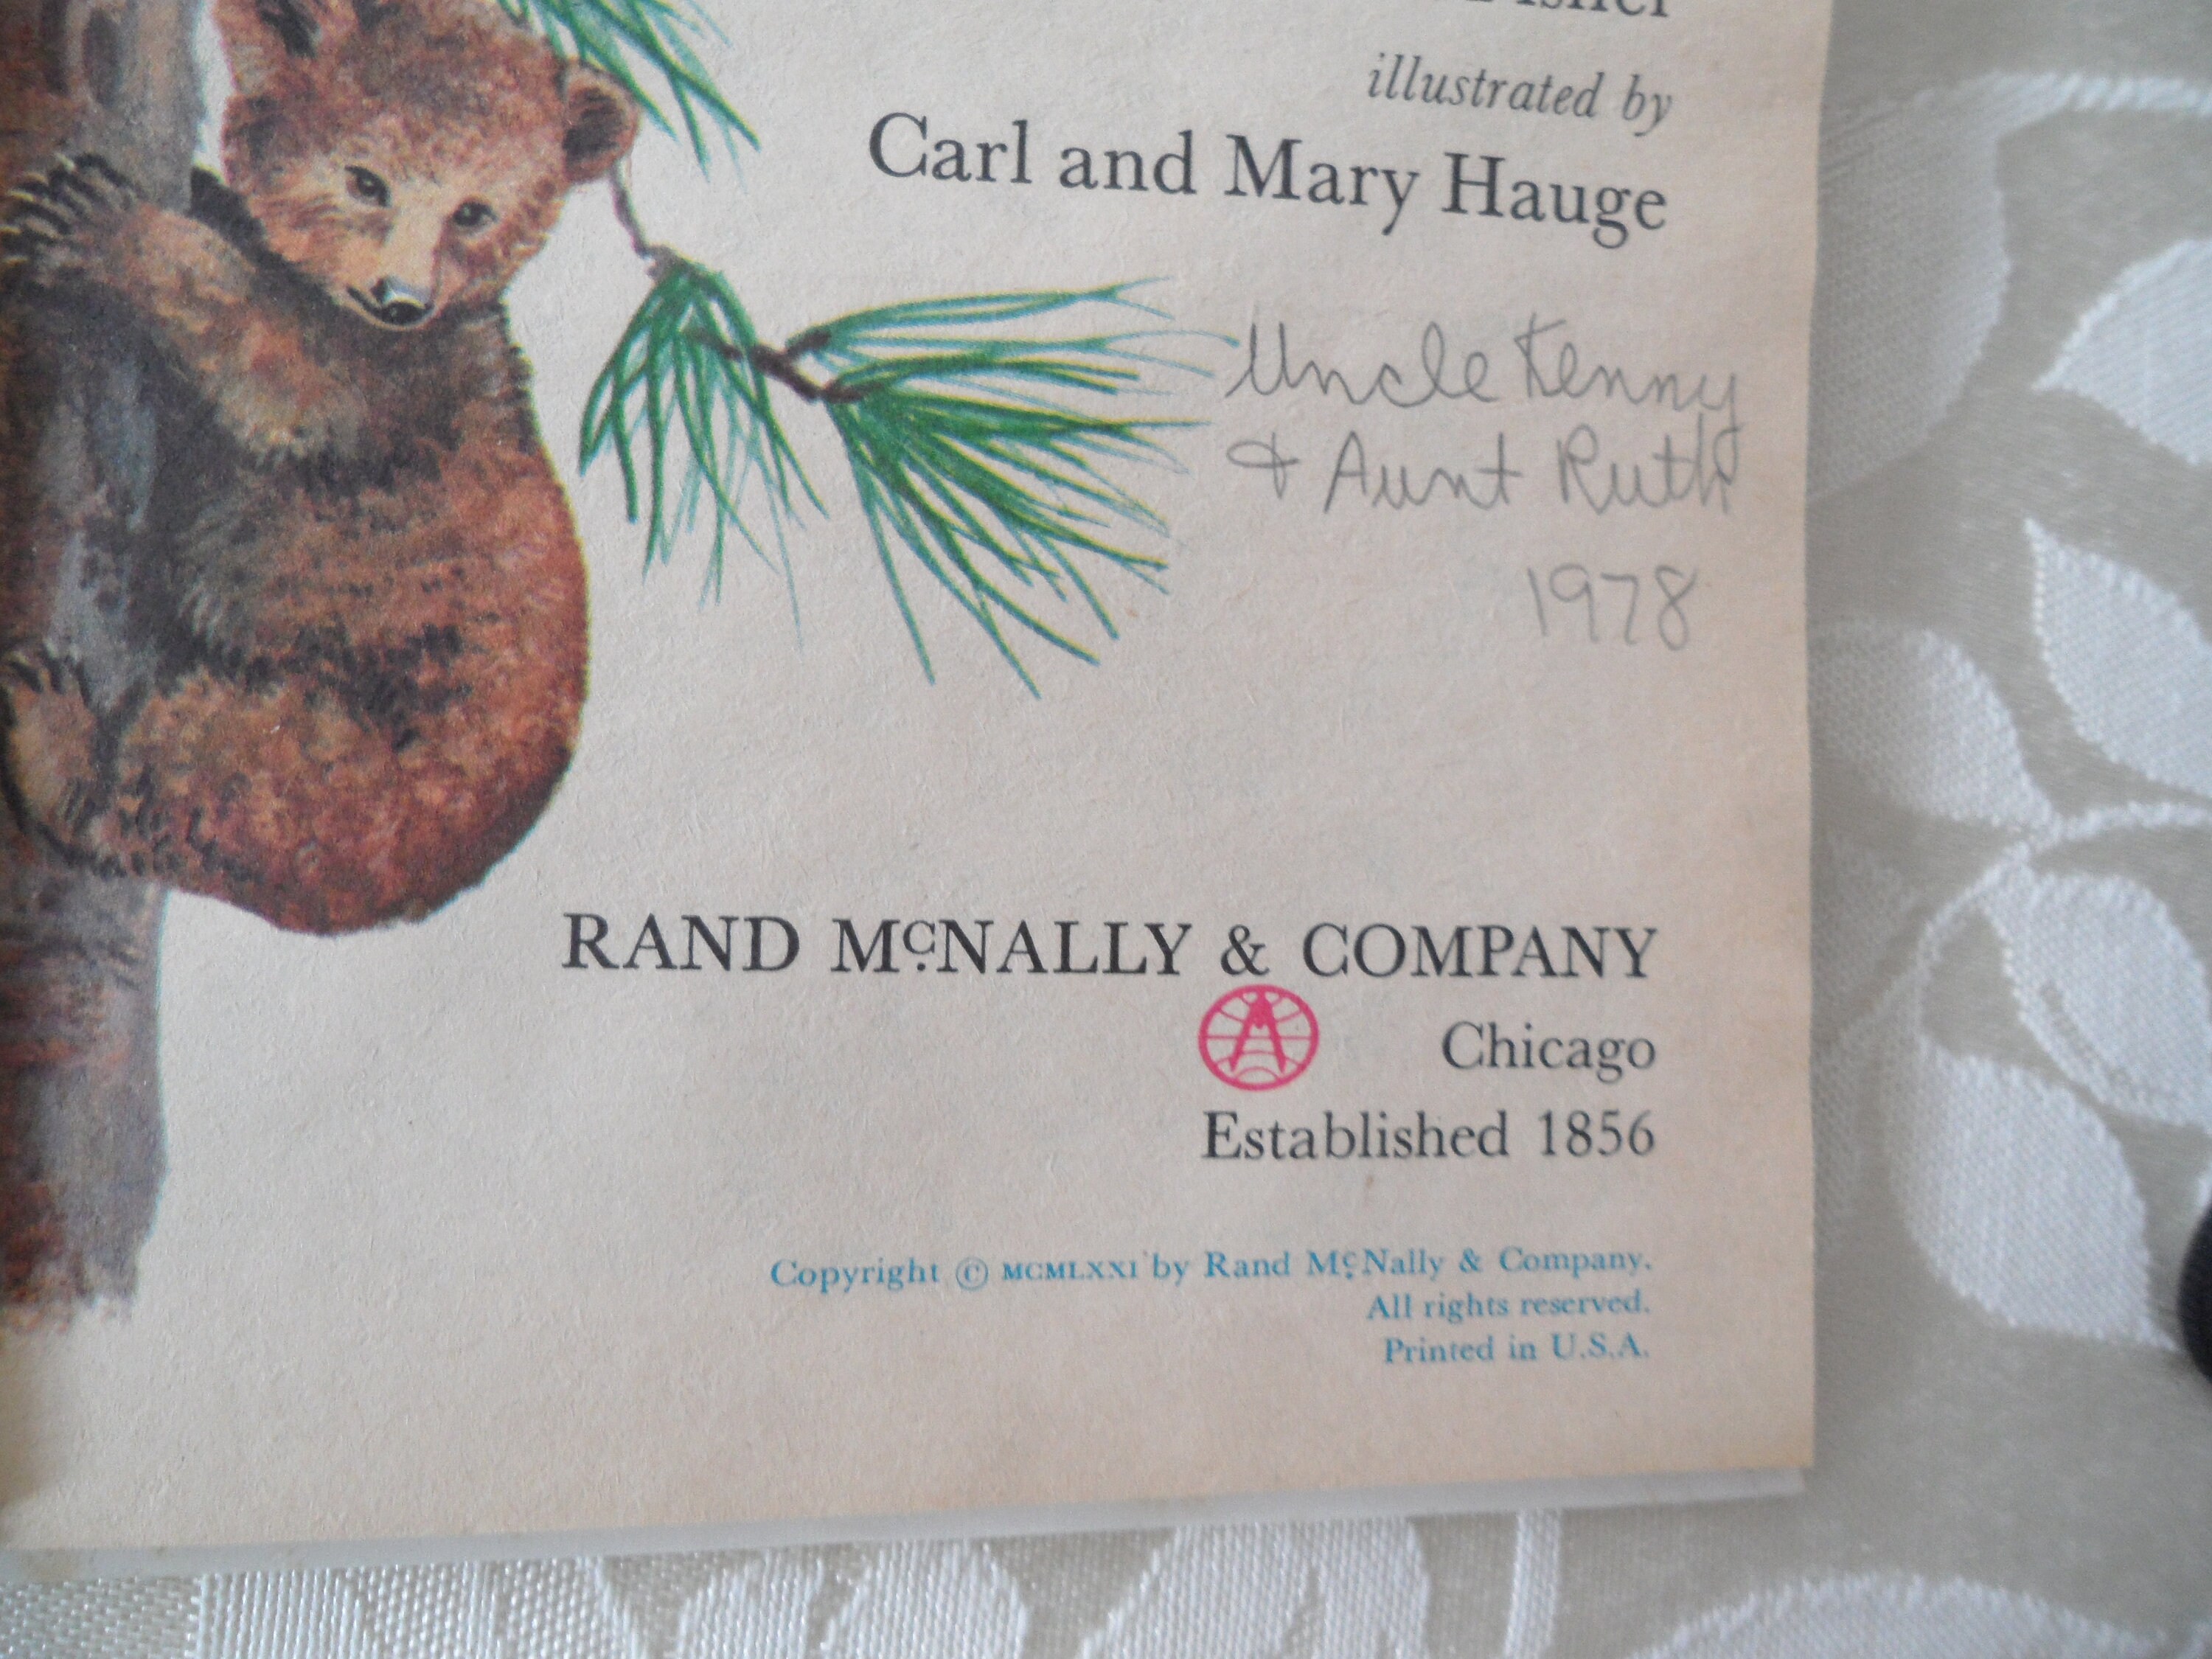 illustrated by
Carl and Mary Hauge
Uncle Kenny
& Aunt Ruth
1978
RAND McNALLY & COMPANY
Chicago
Established 1856
Copyright © MCMLXXI by Rand McNally & Company.
All rights reserved.
Printed in U.S.A.